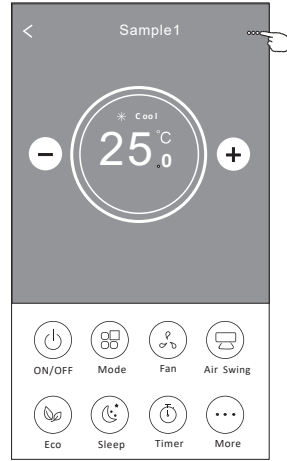 Sample1
Cool
25.0°C
ON/OFF Mode Fan Air Swing
Eco Sleep Timer More